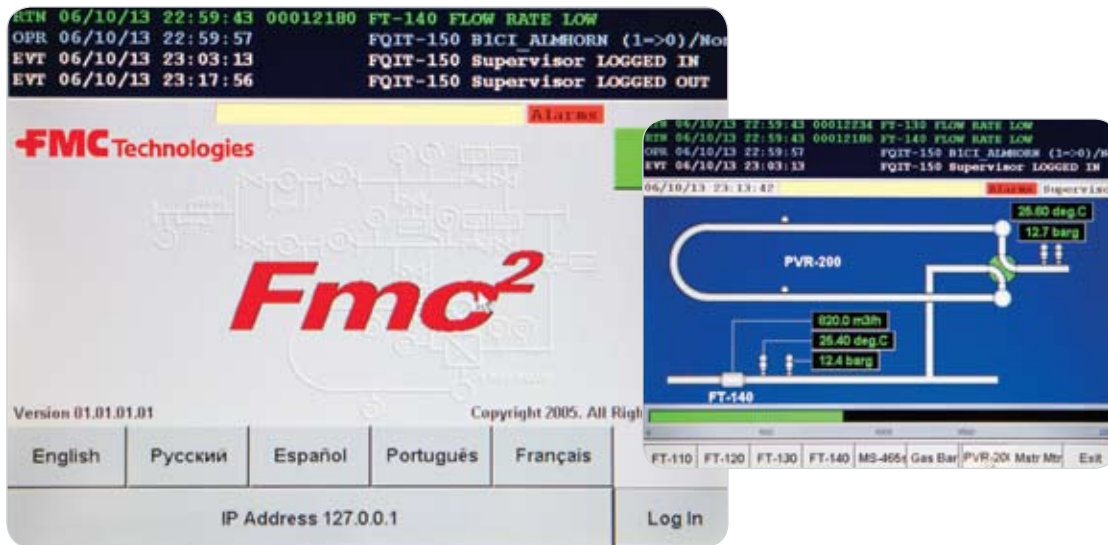 RTN 06/10/13 22:59:43 00012180 FT-140 FLOW RATE LOW
OPR 06/10/13 22:59:57 FQIT-150 B1CI_ALMHORN (1=>0)/Nor
EVT 06/10/13 23:03:13 FQIT-150 Supervisor LOGGED IN
EVT 06/10/13 23:17:56 FQIT-150 Supervisor LOGGED OUT
Alarms
FMC Technologies
Fmc²
Version 01.01.01.01
Copyright 2005. All Righ
English Русский Español Português Français
IP Address 127.0.0.1
Log In
RTN 06/10/13 22:59:43 00012234 FT-130 FLOW RATE LOW
RTN 06/10/13 22:59:43 00012180 FT-140 FLOW RATE LOW
OPR 06/10/13 22:59:57 FQIT-150 B1CI_ALMHORN (1=>0)/N
EVT 06/10/13 23:03:13 FQIT-150 Supervisor LOGGED IN
06/10/13 23:13:42 Alarms Superviso
25.60 deg.C
12.7 barg
PVR-200
820.0 m3/h
25.40 deg.C
12.4 barg
FT-140
FT-110 FT-120 FT-130 FT-140 MS-465s Gas Bar PVR-200 Mstr Mtr Exit